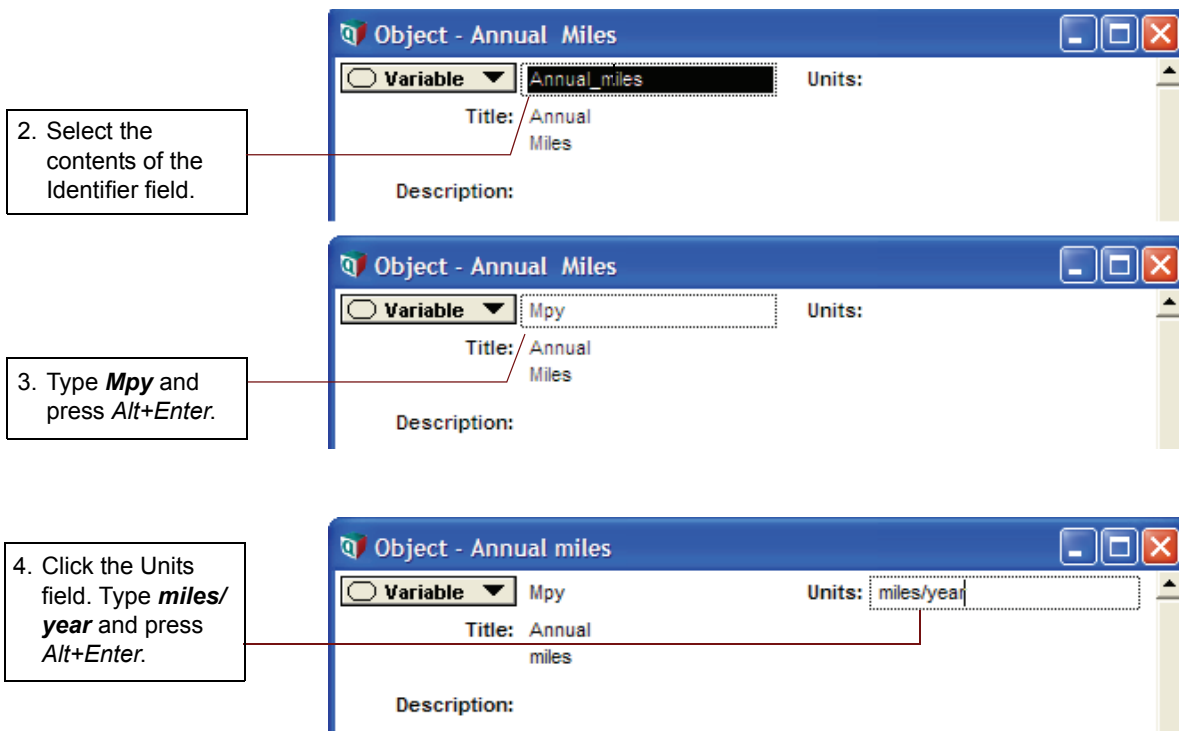 Object - Annual  Miles
Variable Annual_miles Units:
Title: Annual
Miles
Description:
2. Select the
contents of the
Identifier field.
Object - Annual  Miles
Variable Mpy Units:
Title: Annual
Miles
Description:
3. Type Mpy and
press Alt+Enter.
Object - Annual miles
Variable Mpy Units: miles/year
Title: Annual
miles
Description:
4. Click the Units
field. Type miles/
year and press
Alt+Enter.